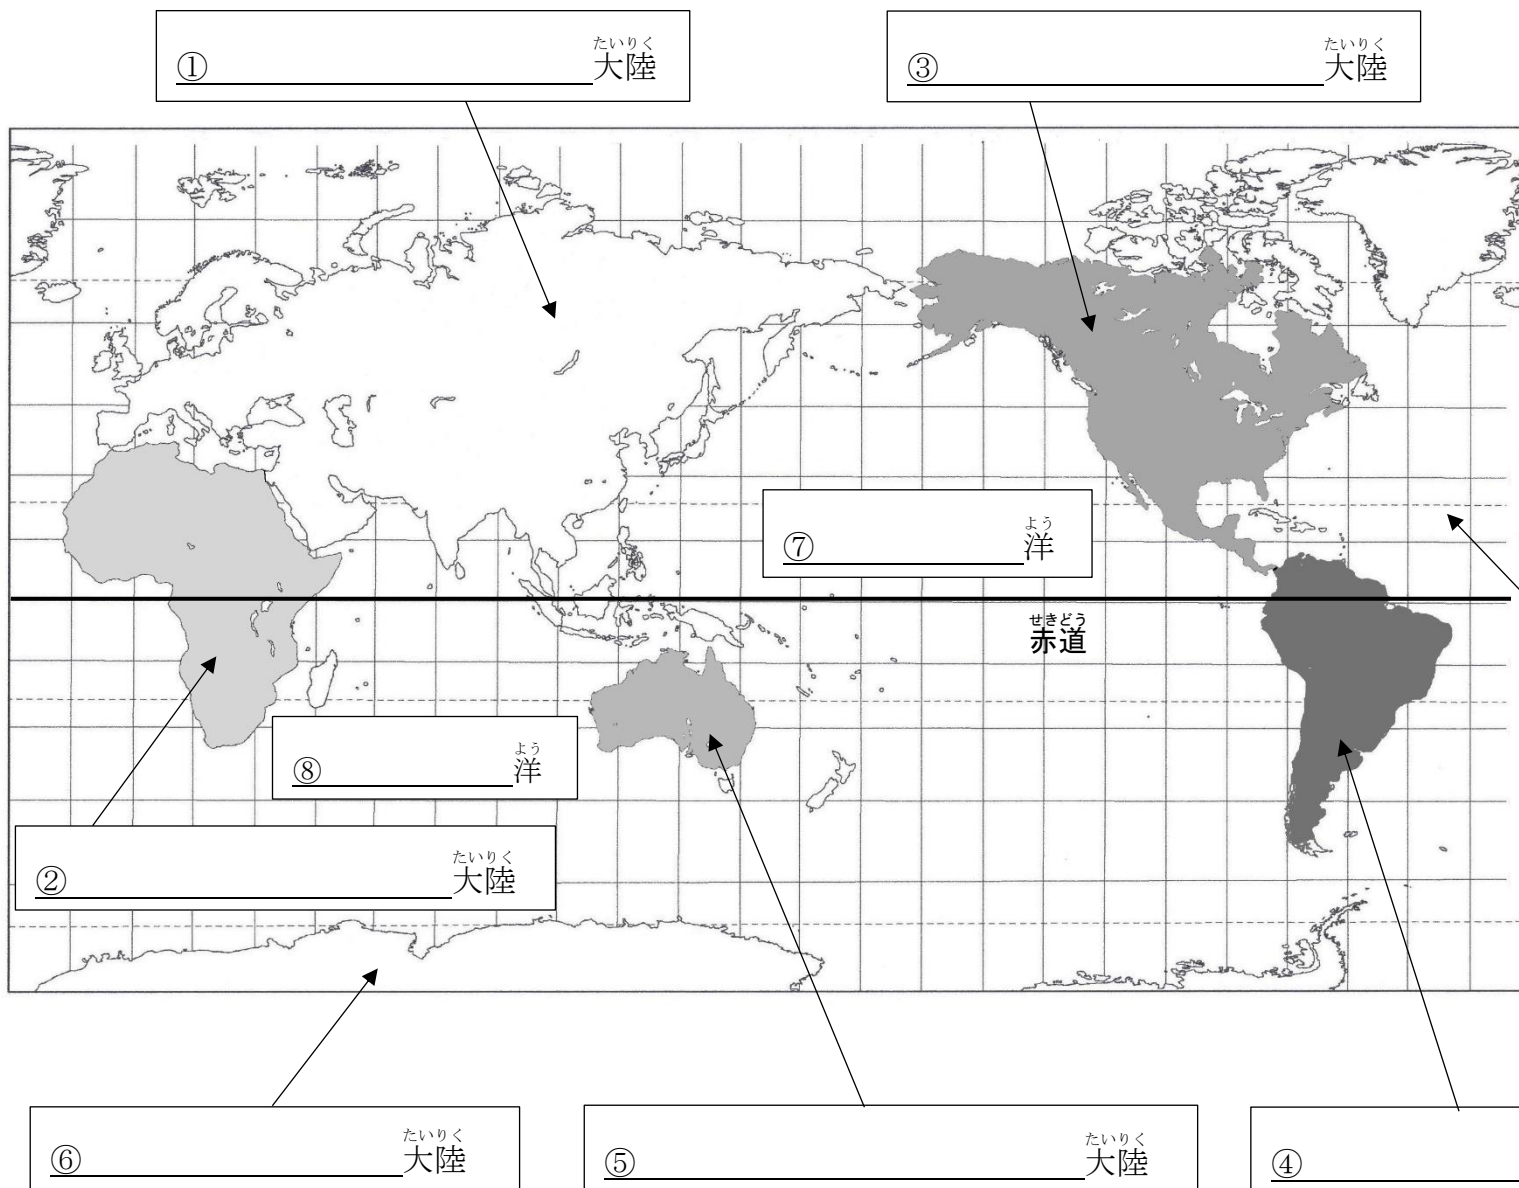 ① たいりく 大陸
③ たいりく 大陸
⑦ よう 洋
せきどう
赤道
⑧ よう 洋
② たいりく 大陸
⑥ たいりく 大陸
⑤ たいりく 大陸
④